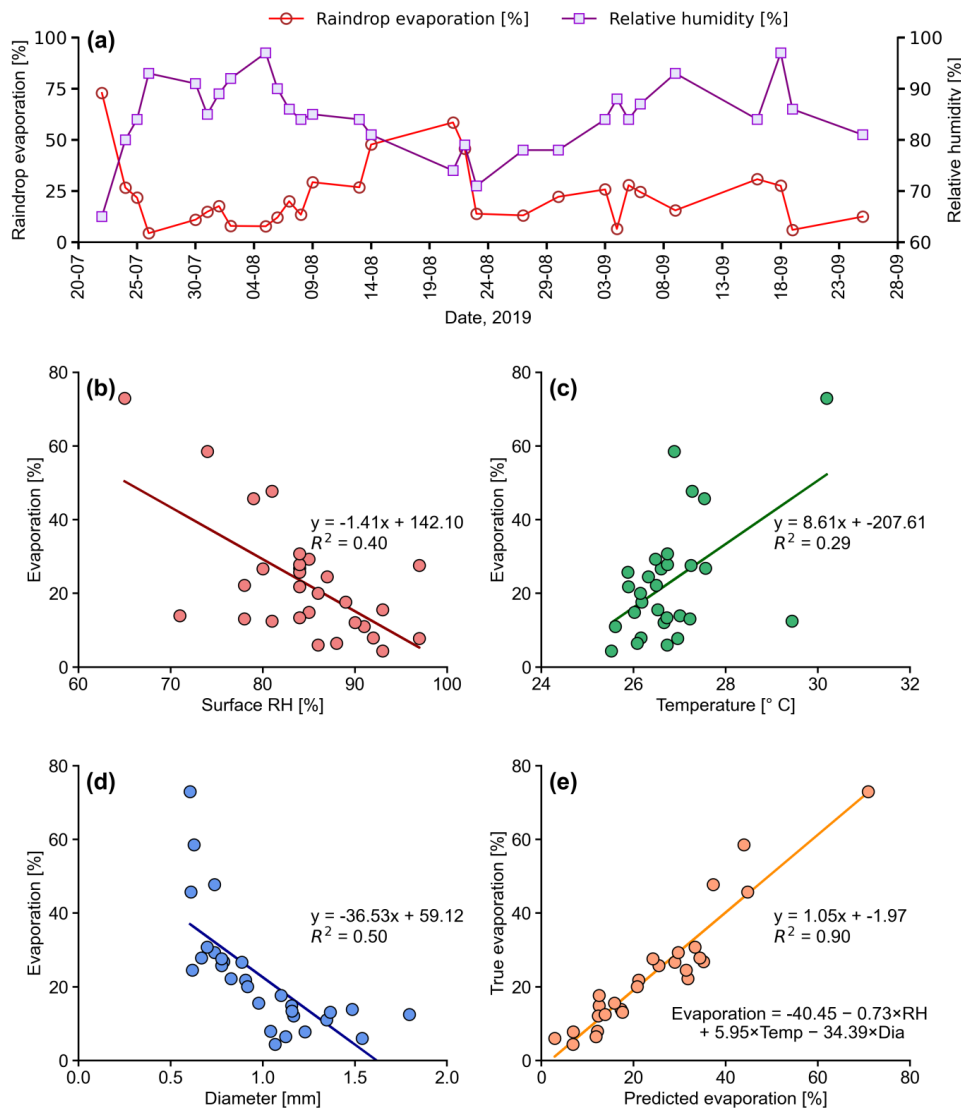 Raindrop evaporation [%] Relative humidity [%]
(a)
Raindrop evaporation [%]
100
75
50
25
0
Relative humidity [%]
100
90
80
70
60
20-07 25-07 30-07 04-08 09-08 14-08 19-08 24-08 29-08 03-09 08-09 13-09 18-09 23-09 28-09
Date, 2019
(b)
Evaporation [%]
80
60
40
20
0
y = -1.41x + 142.10
R² = 0.40
60 70 80 90 100
Surface RH [%]
(c)
Evaporation [%]
80
60
40
20
0
y = 8.61x + -207.61
R² = 0.29
24 26 28 30 32
Temperature [° C]
(d)
Evaporation [%]
80
60
40
20
0
y = -36.53x + 59.12
R² = 0.50
0.0 0.5 1.0 1.5 2.0
Diameter [mm]
(e)
True evaporation [%]
80
60
40
20
0
y = 1.05x + -1.97
R² = 0.90
Evaporation = -40.45 − 0.73×RH
+ 5.95×Temp − 34.39×Dia
0 20 40 60 80
Predicted evaporation [%]